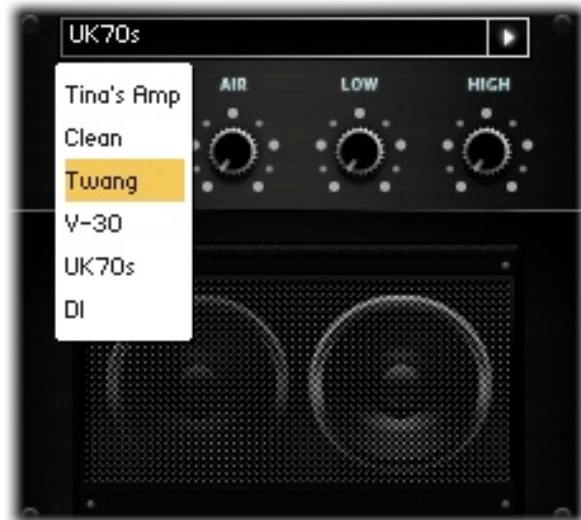 UK70s
AIR LOW HIGH
Tina's Amp
Clean
Twang
V-30
UK70s
DI